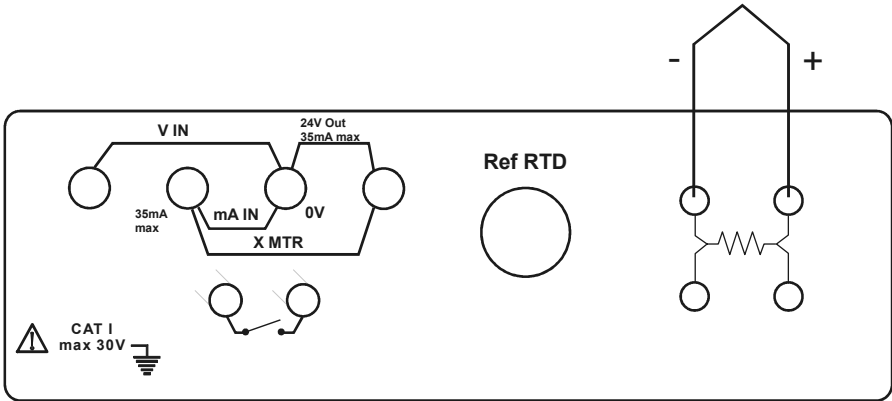 - +
V IN
24V Out
35mA max
Ref RTD
35mA
max
mA IN
0V
X MTR
CAT I
max 30V